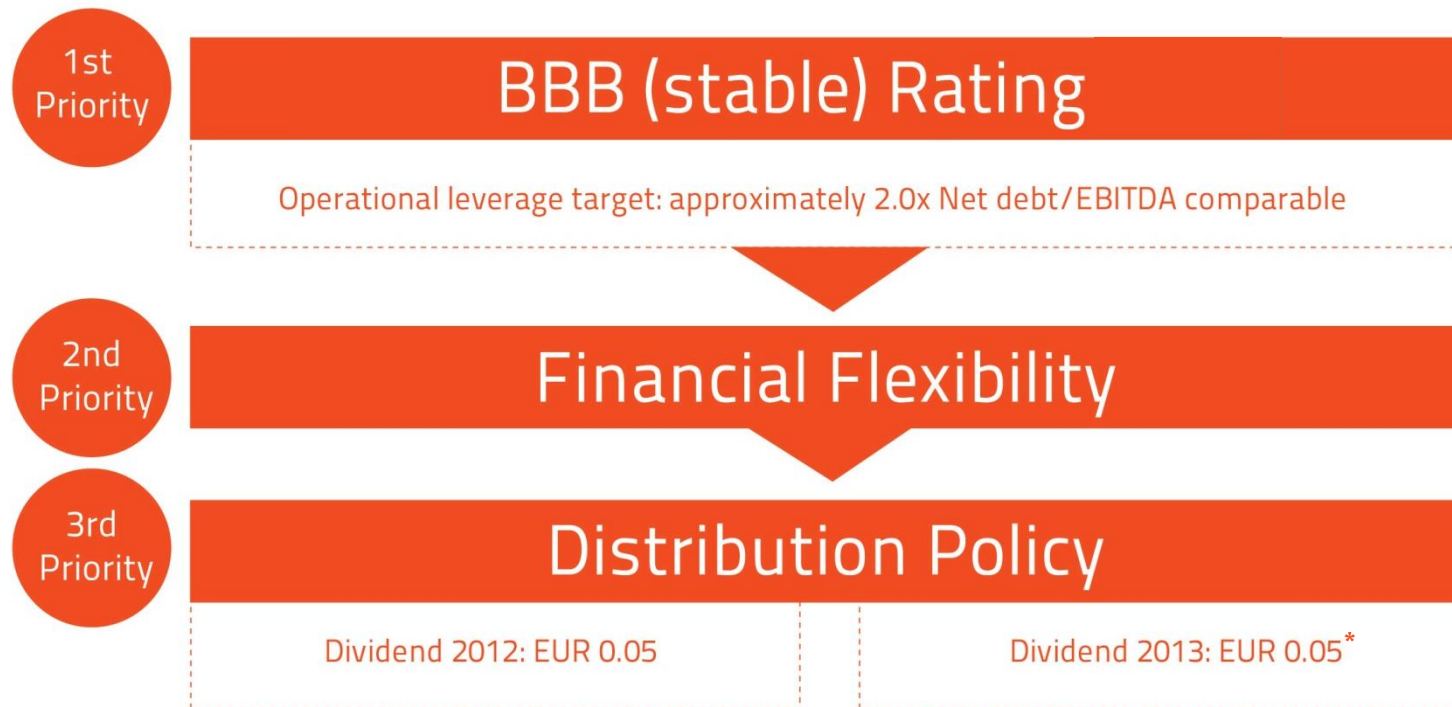 1st
Priority
BBB (stable) Rating
Operational leverage target: approximately 2.0x Net debt/EBITDA comparable
2nd
Priority
Financial Flexibility
3rd
Priority
Distribution Policy
Dividend 2012: EUR 0.05
Dividend 2013: EUR 0.05*